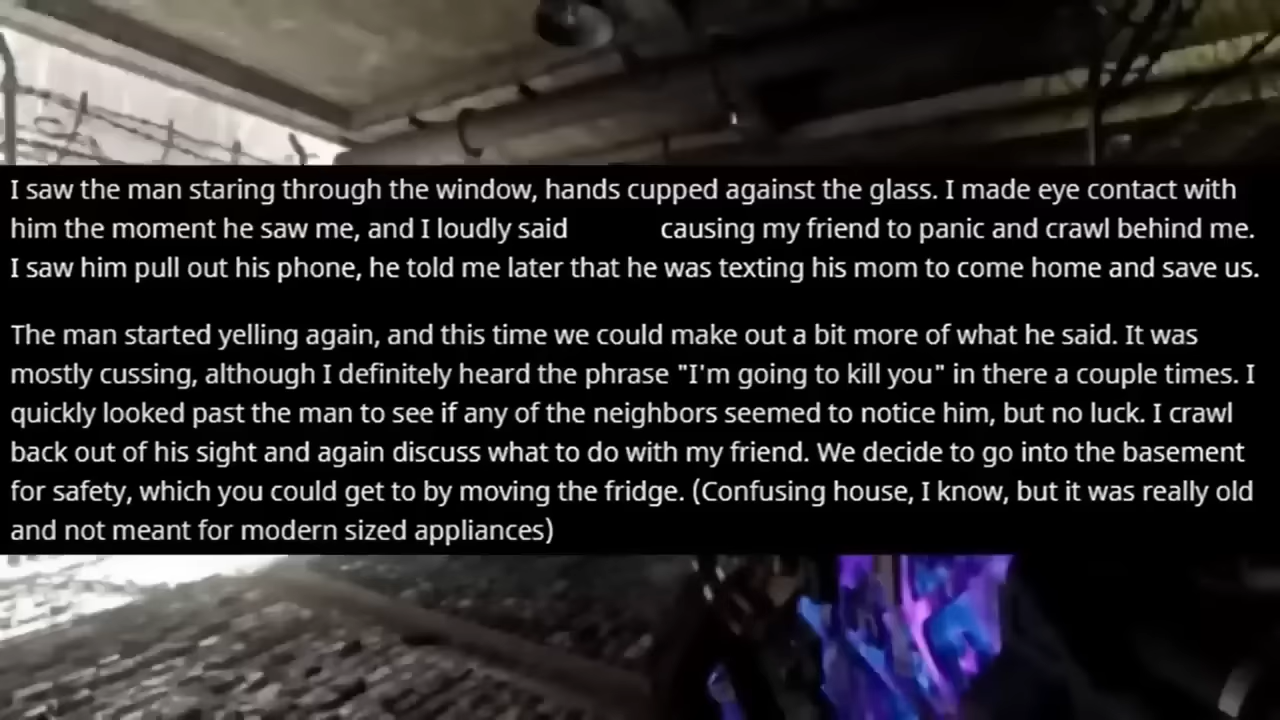 I saw the man staring through the window, hands cupped against the glass. I made eye contact with
him the moment he saw me, and I loudly said causing my friend to panic and crawl behind me.
I saw him pull out his phone, he told me later that he was texting his mom to come home and save us.
The man started yelling again, and this time we could make out a bit more of what he said. It was
mostly cussing, although I definitely heard the phrase "I'm going to kill you" in there a couple times. I
quickly looked past the man to see if any of the neighbors seemed to notice him, but no luck. I crawl
back out of his sight and again discuss what to do with my friend. We decide to go into the basement
for safety, which you could get to by moving the fridge. (Confusing house, I know, but it was really old
and not meant for modern sized appliances)